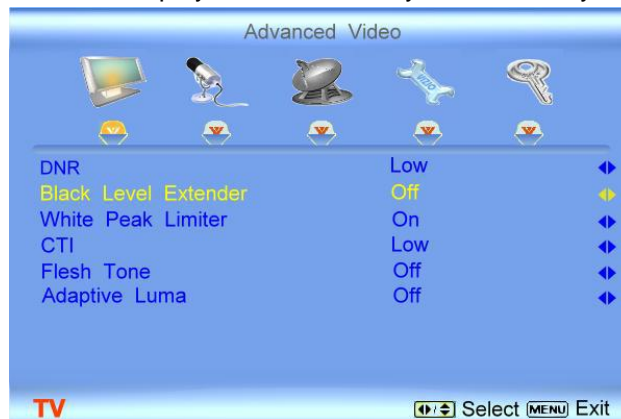 Advanced Video
VIZIO
DNR Low
Black Level Extender Off
White Peak Limiter On
CTI Low
Flesh Tone Off
Adaptive Luma Off
TV Select MENU Exit